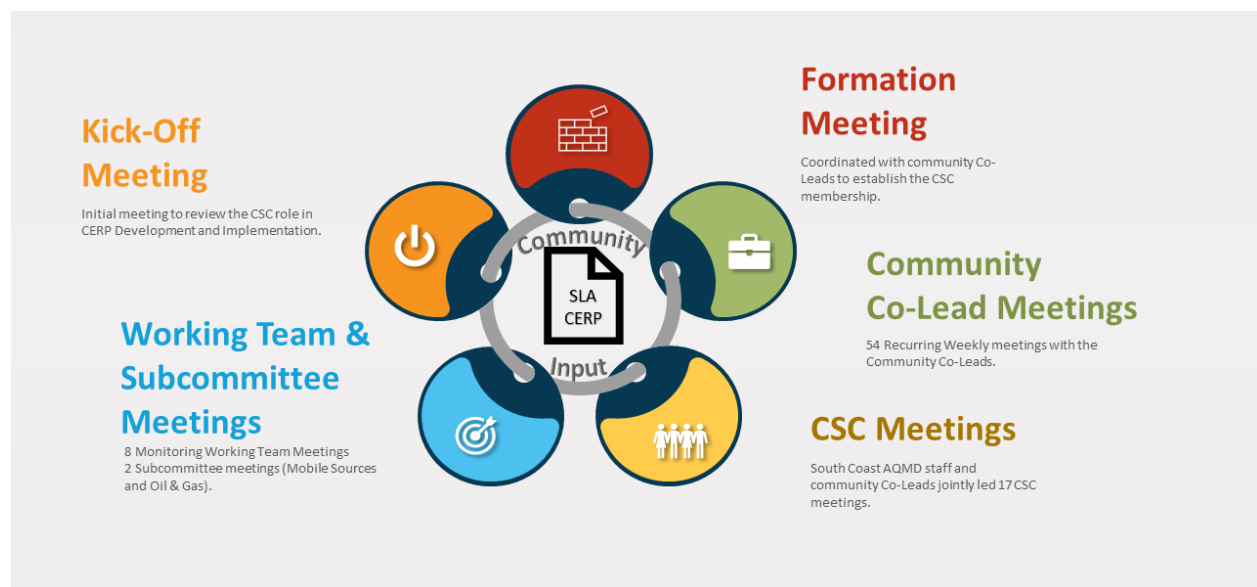 Kick-Off
Meeting
Initial meeting to review the CSC role in
CERP Development and Implementation.
Working Team &
Subcommittee
Meetings
8 Monitoring Working Team Meetings
2 Subcommittee meetings (Mobile Sources
and Oil & Gas).
Community
SLA
CERP
Input
Formation
Meeting
Coordinated with community Co-
Leads to establish the CSC
membership.
Community
Co-Lead Meetings
54 Recurring Weekly meetings with the
Community Co-Leads.
CSC Meetings
South Coast AQMD staff and
community Co-Leads jointly led 17 CSC
meetings.